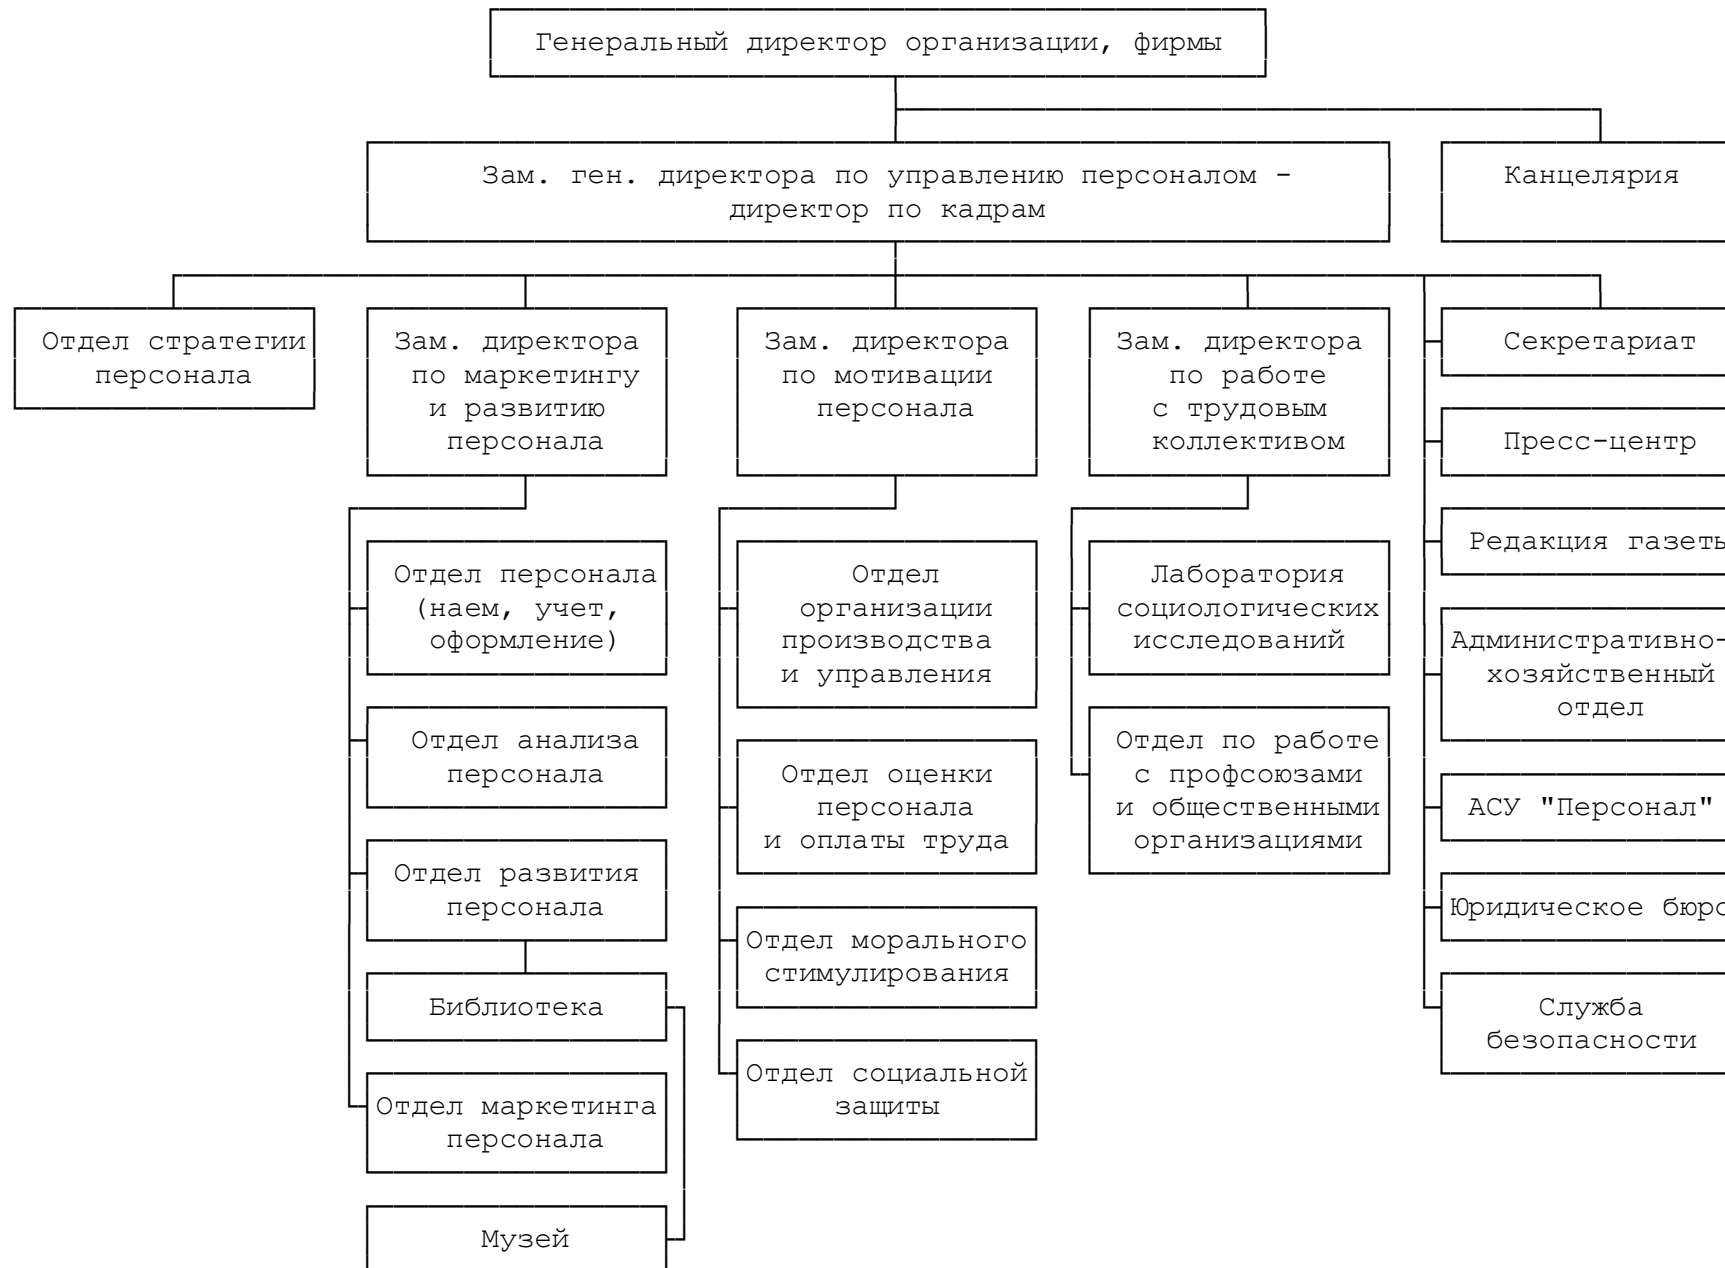 Генеральный директор организации, фирмы
Зам. ген. директора по управлению персоналом -
директор по кадрам
Канцелярия
Отдел стратегии
персонала
Зам. директора
по маркетингу
и развитию
персонала
Зам. директора
по мотивации
персонала
Зам. директора
по работе
с трудовым
коллективом
Секретариат
Пресс-центр
Редакция газеты
Административно-
хозяйственный
отдел
АСУ "Персонал"
Юридическое бюро
Служба
безопасности
Отдел персонала
(наем, учет,
оформление)
Отдел анализа
персонала
Отдел развития
персонала
Библиотека
Отдел маркетинга
персонала
Музей
Отдел
организации
производства
и управления
Отдел оценки
персонала
и оплаты труда
Отдел морального
стимулирования
Отдел социальной
защиты
Лаборатория
социологических
исследований
Отдел по работе
с профсоюзами
и общественными
организациями